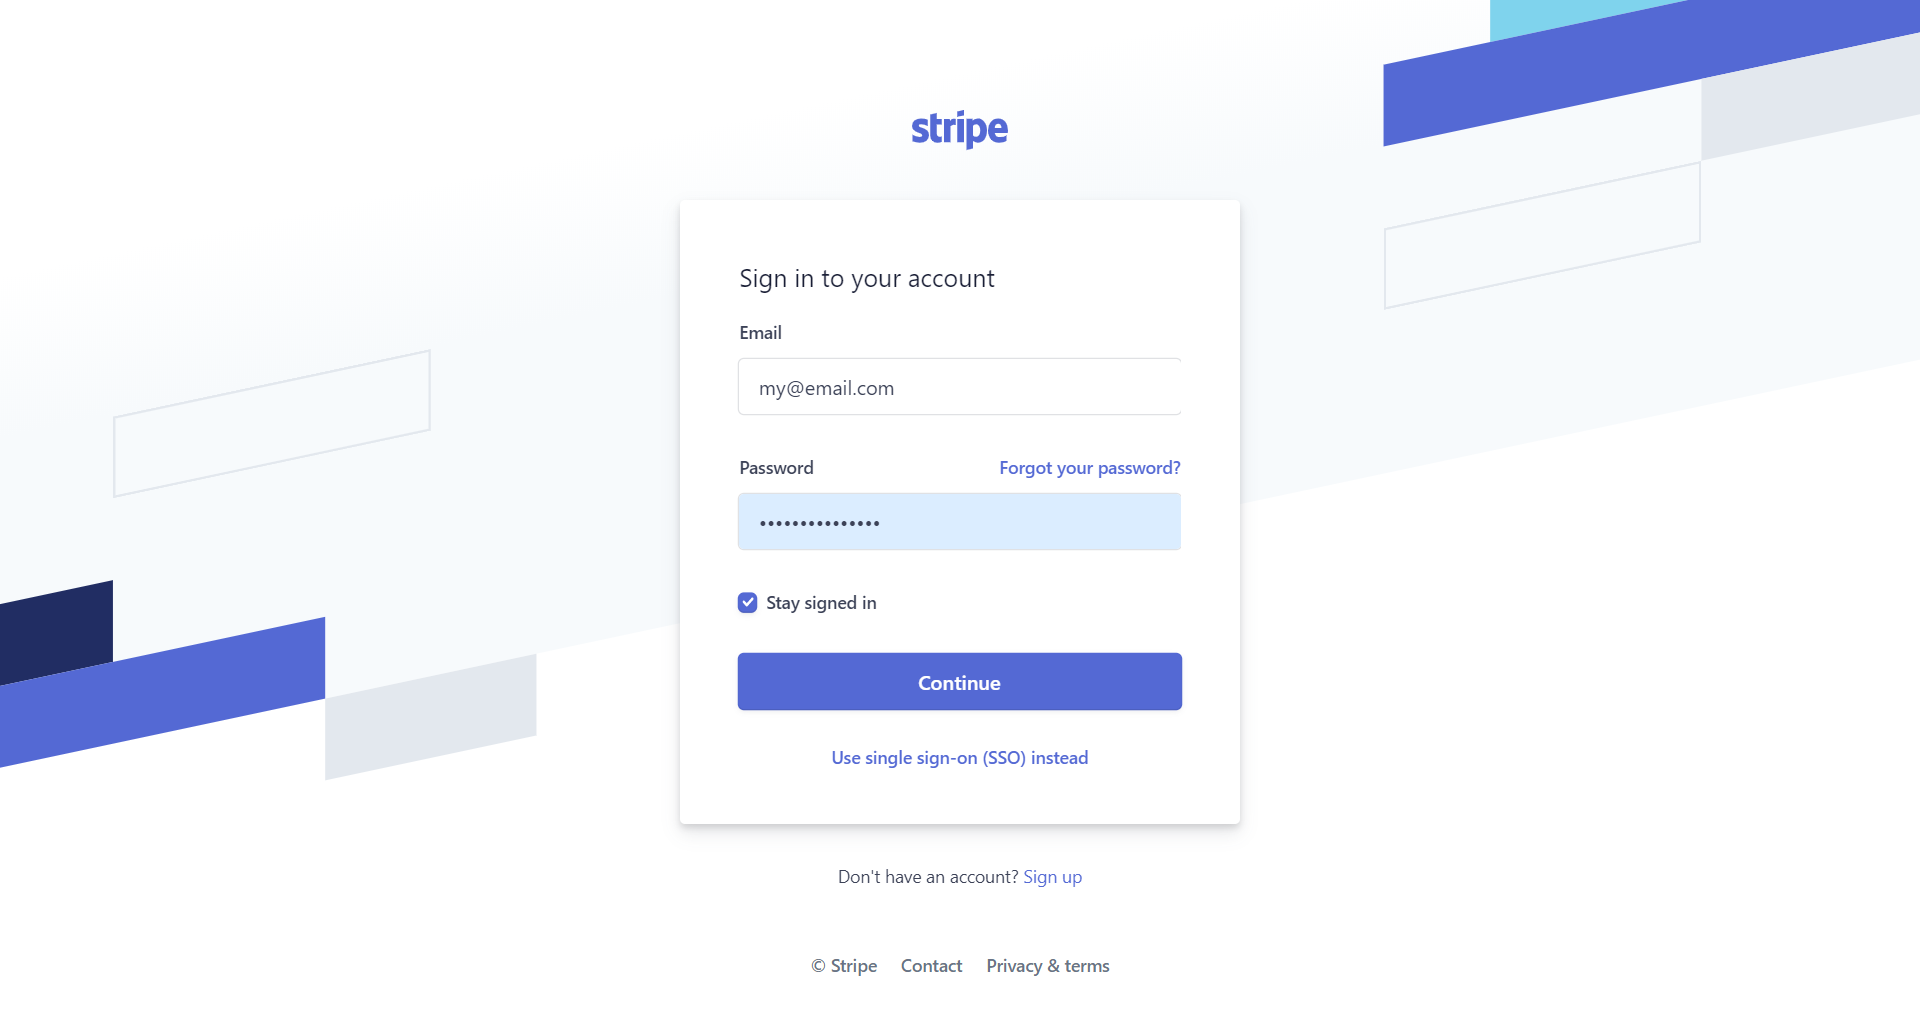 stripe
Sign in to your account
Email
my@email.com
Password Forgot your password?
•••••••••••••••
Stay signed in
Continue
Use single sign-on (SSO) instead
Don't have an account? Sign up
© Stripe Contact Privacy & terms